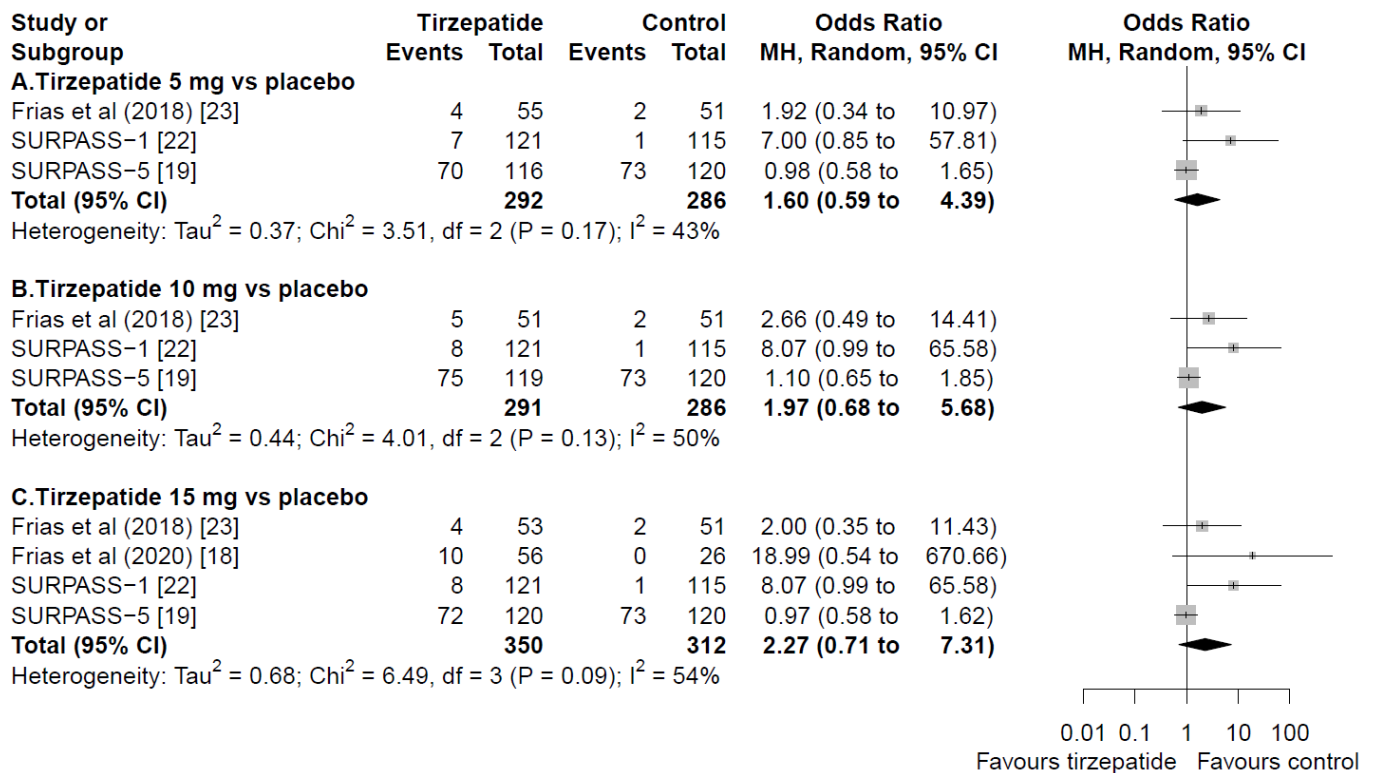 Study or Tirzepatide Control Odds Ratio Odds Ratio
Subgroup Events Total Events Total MH, Random, 95% CI MH, Random, 95% CI
A.Tirzepatide 5 mg vs placebo
Frias et al (2018) [23] 4 55 2 51 1.92 (0.34 to 10.97)
SURPASS−1 [22] 7 121 1 115 7.00 (0.85 to 57.81)
SURPASS−5 [19] 70 116 73 120 0.98 (0.58 to 1.65)
Total (95% CI) 292 286 1.60 (0.59 to 4.39)
Heterogeneity: Tau² = 0.37; Chi² = 3.51, df = 2 (P = 0.17); I² = 43%
B.Tirzepatide 10 mg vs placebo
Frias et al (2018) [23] 5 51 2 51 2.66 (0.49 to 14.41)
SURPASS−1 [22] 8 121 1 115 8.07 (0.99 to 65.58)
SURPASS−5 [19] 75 119 73 120 1.10 (0.65 to 1.85)
Total (95% CI) 291 286 1.97 (0.68 to 5.68)
Heterogeneity: Tau² = 0.44; Chi² = 4.01, df = 2 (P = 0.13); I² = 50%
C.Tirzepatide 15 mg vs placebo
Frias et al (2018) [23] 4 53 2 51 2.00 (0.35 to 11.43)
Frias et al (2020) [18] 10 56 0 26 18.99 (0.54 to 670.66)
SURPASS−1 [22] 8 121 1 115 8.07 (0.99 to 65.58)
SURPASS−5 [19] 72 120 73 120 0.97 (0.58 to 1.62)
Total (95% CI) 350 312 2.27 (0.71 to 7.31)
Heterogeneity: Tau² = 0.68; Chi² = 6.49, df = 3 (P = 0.09); I² = 54%
0.01 0.1 1 10 100
Favours tirzepatide Favours control